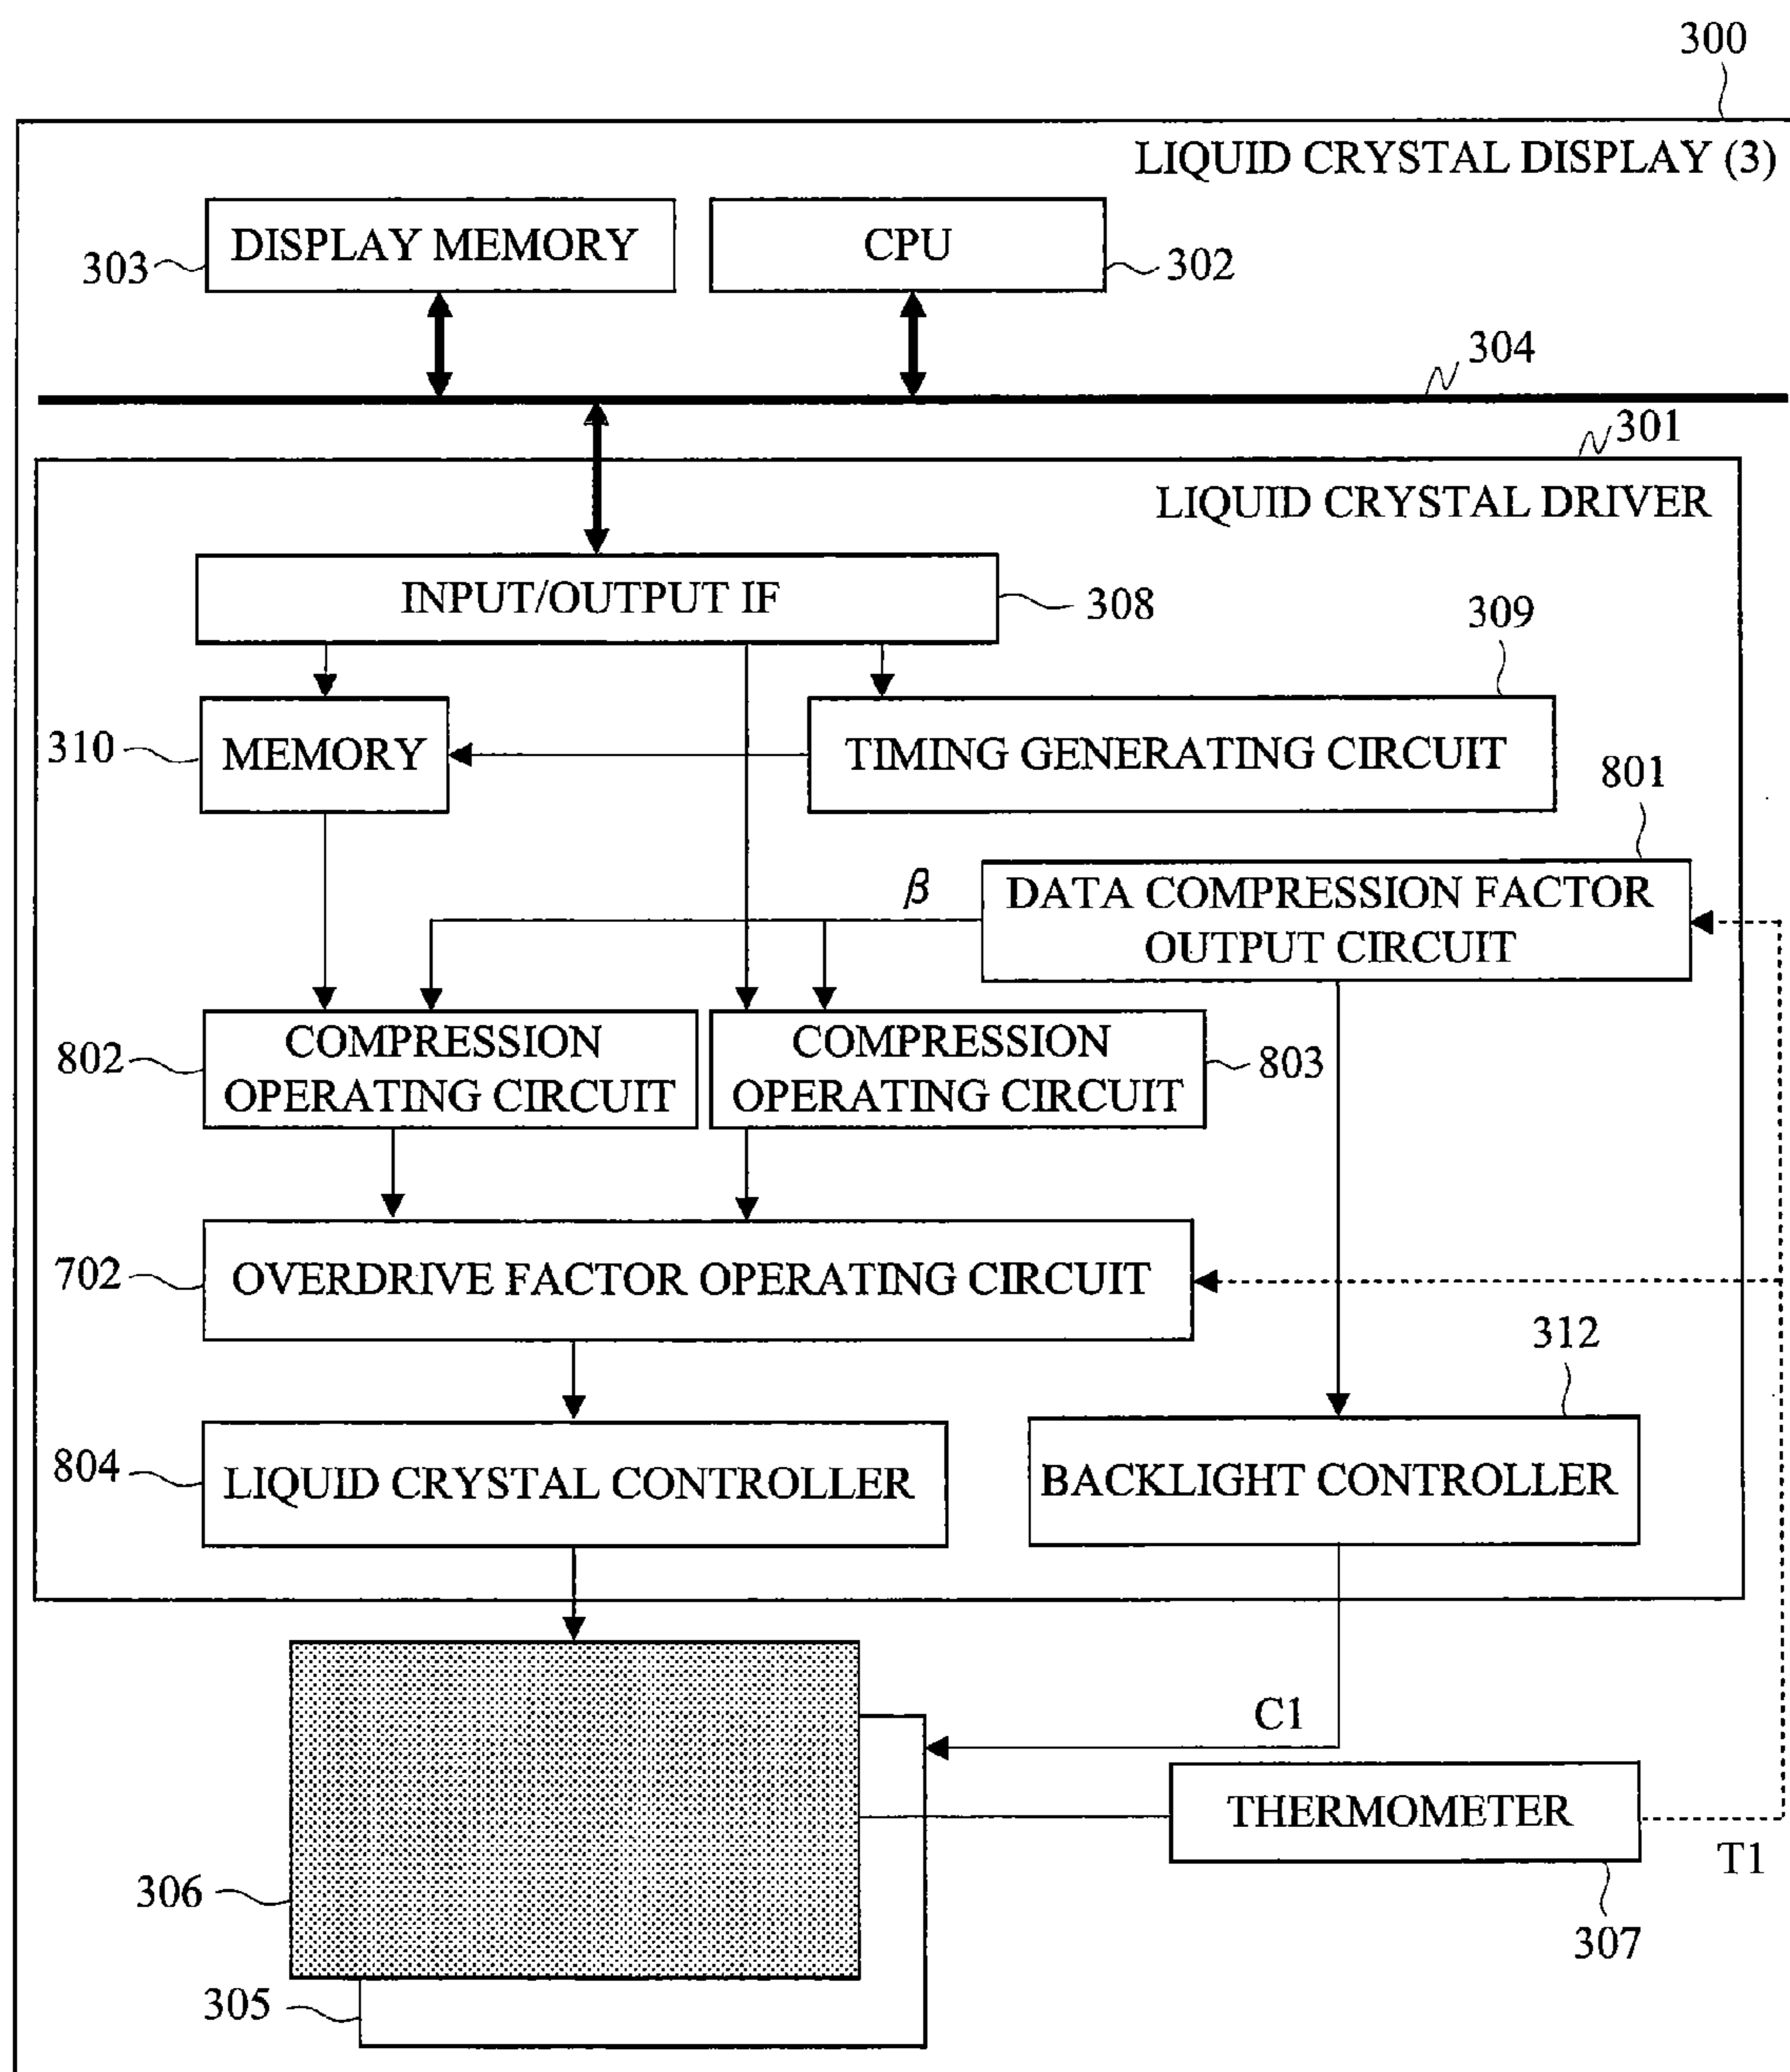 300
LIQUID CRYSTAL DISPLAY (3)
DISPLAY MEMORY
CPU
303
302
304
301
LIQUID CRYSTAL DRIVER
INPUT/OUTPUT IF
308
309
310
MEMORY
TIMING GENERATING CIRCUIT
801
β
DATA COMPRESSION FACTOR
OUTPUT CIRCUIT
802
COMPRESSION
OPERATING CIRCUIT
COMPRESSION
OPERATING CIRCUIT
803
702
OVERDRIVE FACTOR OPERATING CIRCUIT
312
804
LIQUID CRYSTAL CONTROLLER
BACKLIGHT CONTROLLER
C1
THERMOMETER
T1
306
307
305